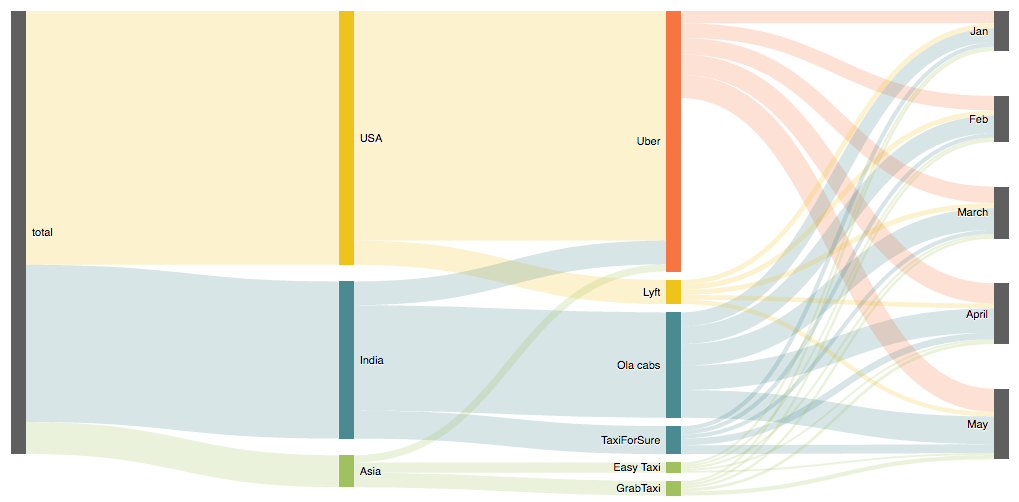 total
USA
India
Asia
Uber
Lyft
Ola cabs
TaxiForSure
Easy Taxi
GrabTaxi
Jan
Feb
March
April
May